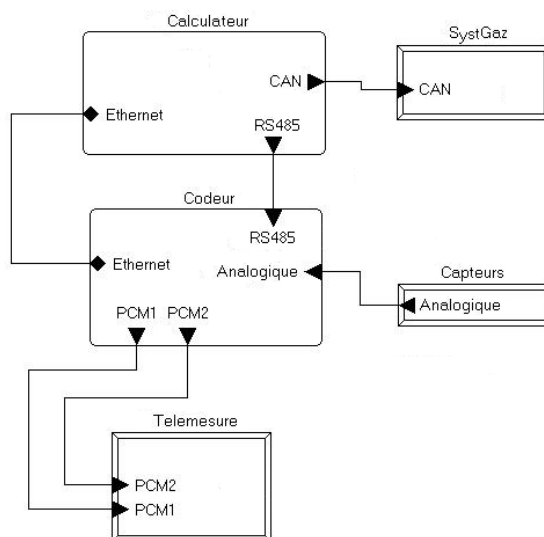 Calculateur
SystGaz
CAN
CAN
Ethernet
RS485
Codeur
RS485
Ethernet
Analogique
Capteurs
Analogique
PCM1 PCM2
Telemesure
PCM2
PCM1